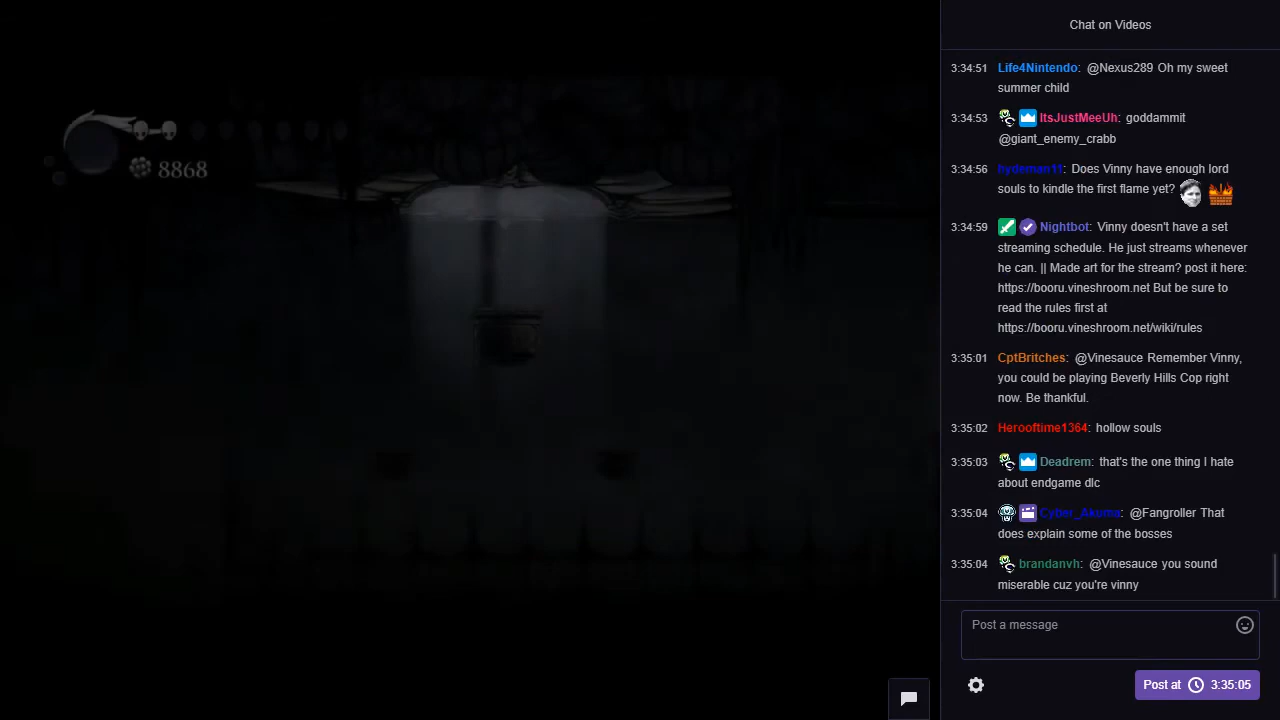 8868
Chat on Videos
3:34:51 Life4Nintendo: @Nexus289 Oh my sweet
summer child
3:34:53 ItsJustMeeUh: goddammit
@giant_enemy_crabb
3:34:56 hydeman11: Does Vinny have enough lord
souls to kindle the first flame yet?
3:34:59 Nightbot: Vinny doesn't have a set
streaming schedule. He just streams whenever
he can. || Made art for the stream? post it here:
https://booru.vineshroom.net But be sure to
read the rules first at
https://booru.vineshroom.net/wiki/rules
3:35:01 CptBritches: @Vinesauce Remember Vinny,
you could be playing Beverly Hills Cop right
now. Be thankful.
3:35:02 Herooftime1364: hollow souls
3:35:03 Deadrem: that's the one thing I hate
about endgame dlc
3:35:04 Cyber_Akuma: @Fangroller That
does explain some of the bosses
3:35:04 brandanvh: @Vinesauce you sound
miserable cuz you're vinny
Post a message
Post at 3:35:05